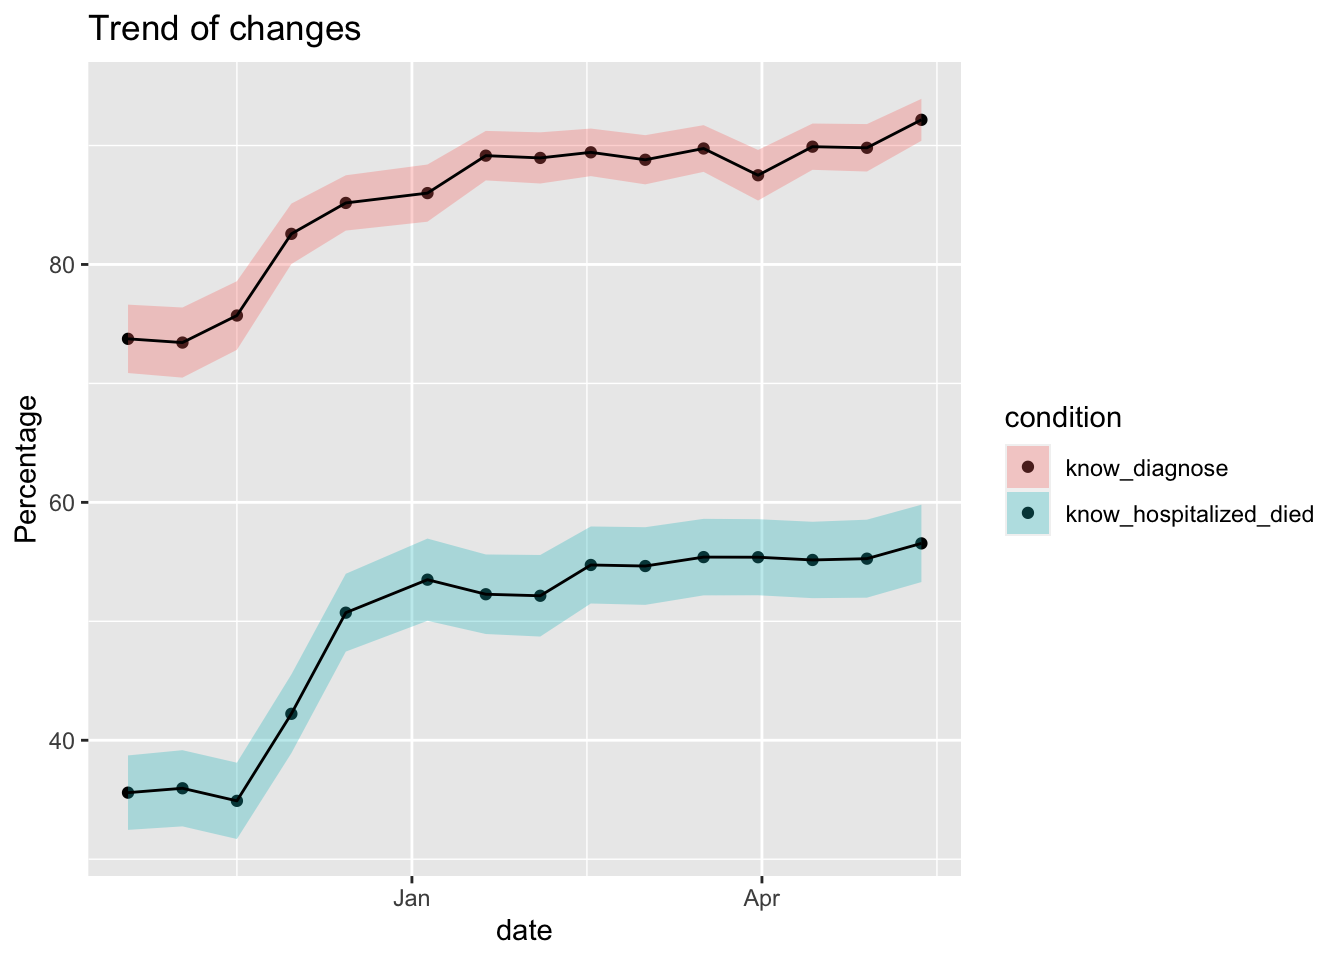 Trend of changes
Percentage
80
60
40
Jan
Apr
date
condition
know_diagnose
know_hospitalized_died